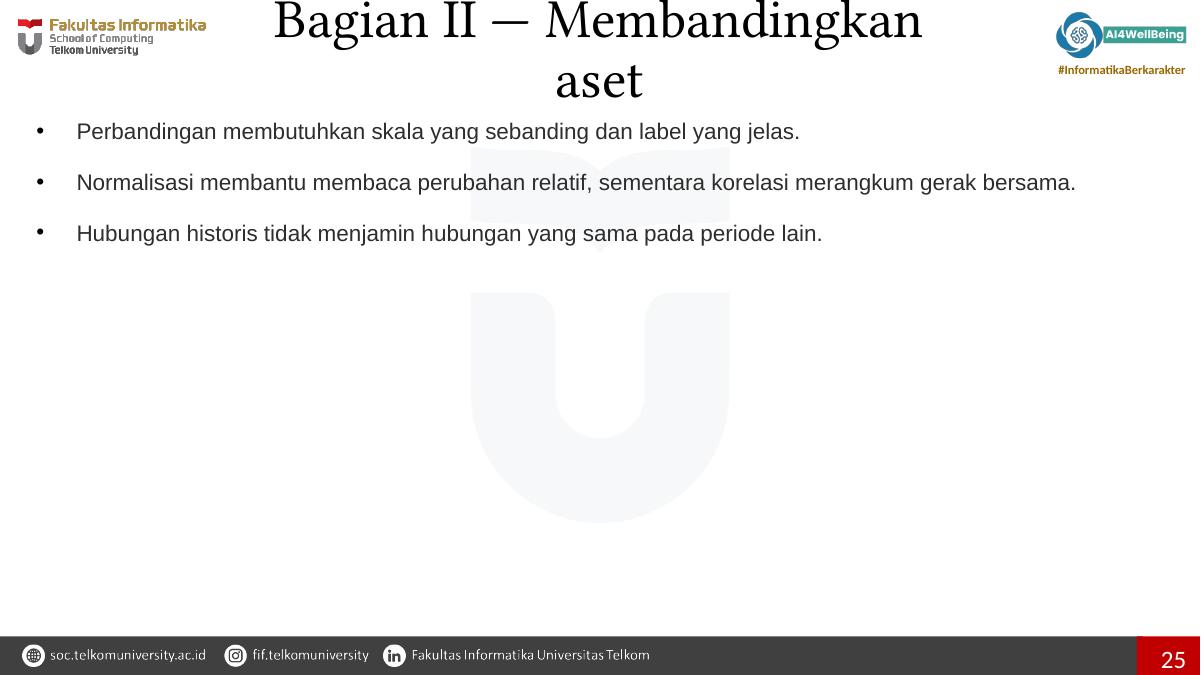 Fakultas Informatika
School of Computing
Telkom University
Bagian II — Membandingkan
aset
AI4WellBeing
#InformatikaBerkarakter
• Perbandingan membutuhkan skala yang sebanding dan label yang jelas.
• Normalisasi membantu membaca perubahan relatif, sementara korelasi merangkum gerak bersama.
• Hubungan historis tidak menjamin hubungan yang sama pada periode lain.
soc.telkomuniversity.ac.id fif.telkomuniversity Fakultas Informatika Universitas Telkom
25